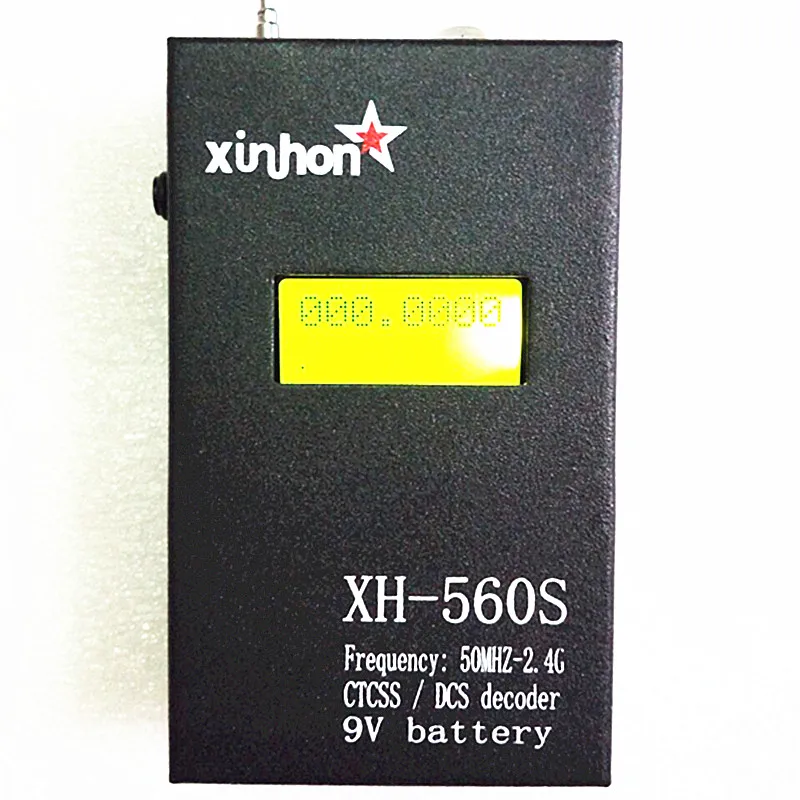 xinhon
000.0000
XH-560S
Frequency: 50MHZ-2.4G
CTCSS / DCS decoder
9V battery